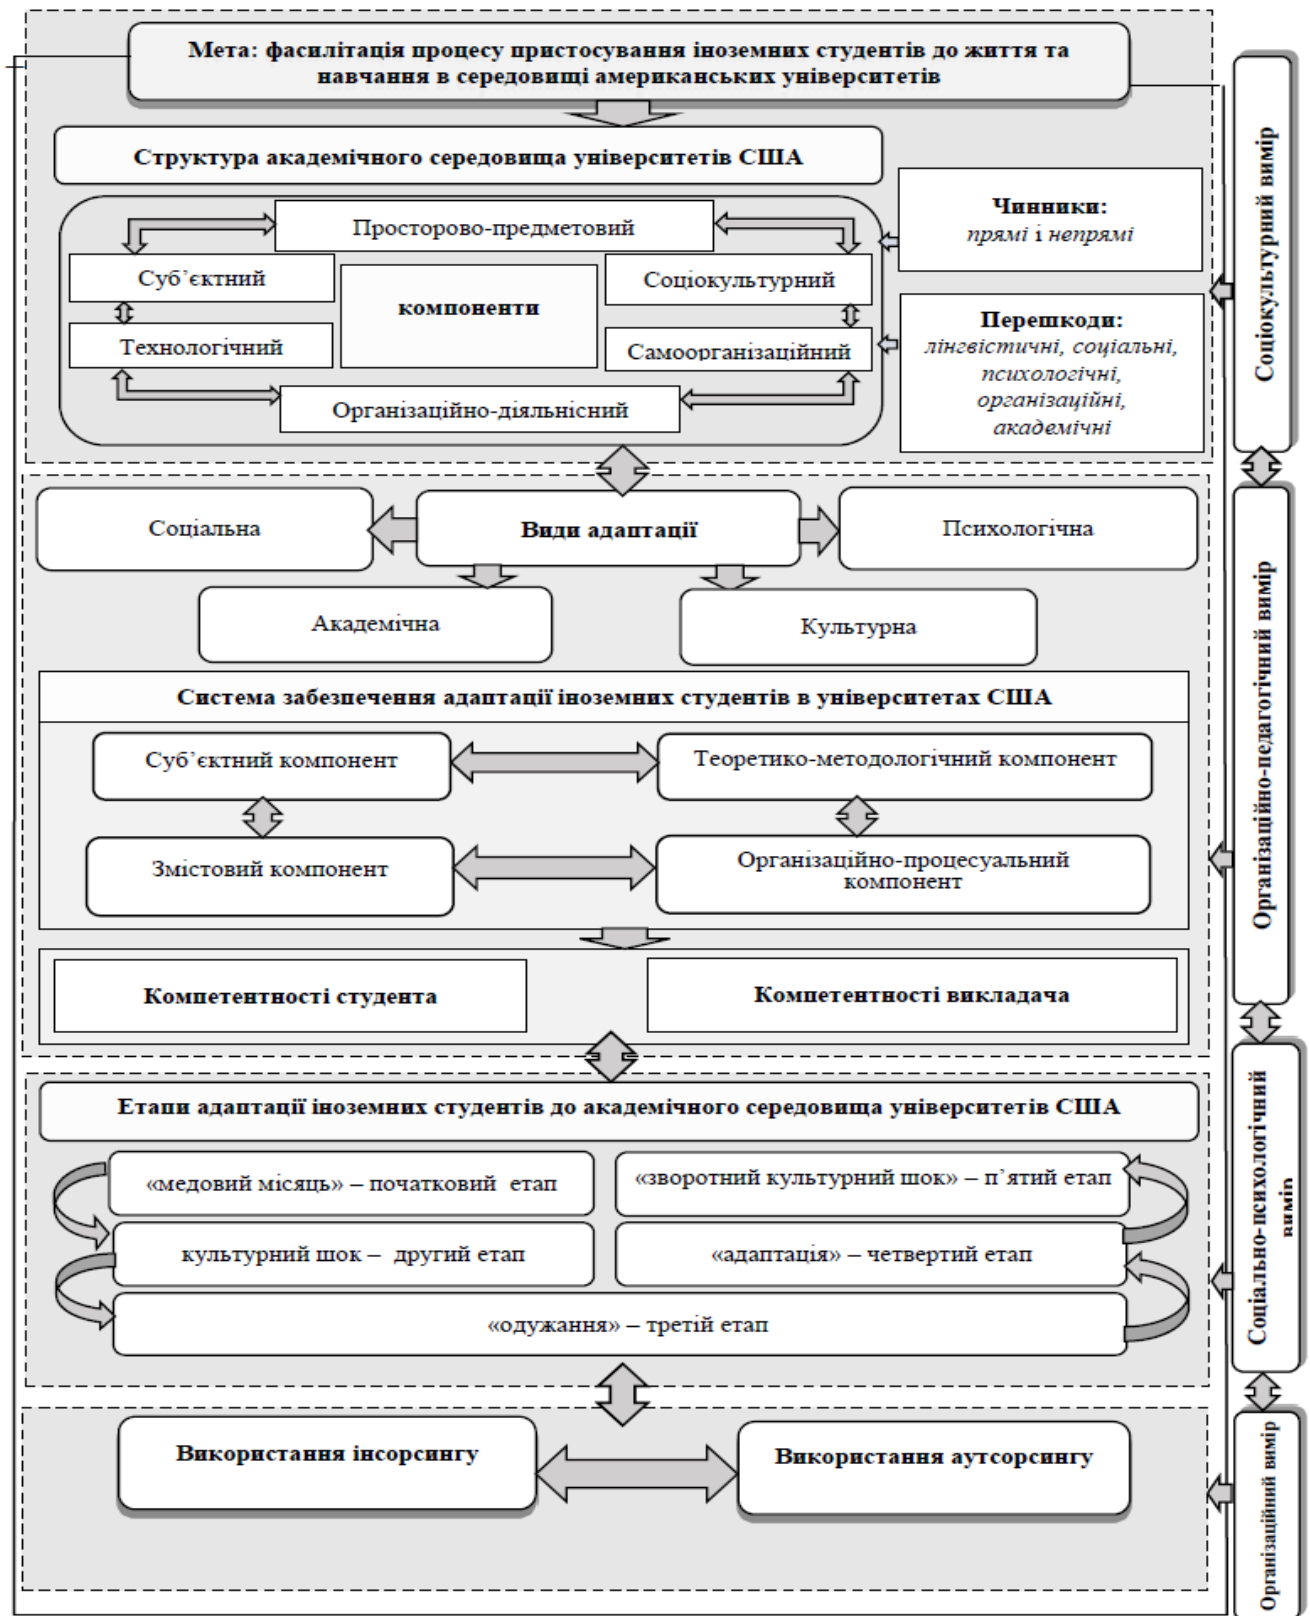 Мета: фасилітація процесу пристосування іноземних студентів до життя та
навчання в середовищі американських університетів
Структура академічного середовища університетів США
Просторово-предметовий
Суб’єктний
Соціокультурний
компоненти
Технологічний
Самоорганізаційний
Організаційно-діяльнісний
Чинники:
прямі і непрямі
Перешкоди:
лінгвістичні, соціальні,
психологічні,
організаційні,
академічні
Соціокультурний вимір
Соціальна
Види адаптації
Психологічна
Академічна
Культурна
Система забезпечення адаптації іноземних студентів в університетах США
Суб’єктний компонент
Теоретико-методологічний компонент
Змістовий компонент
Організаційно-процесуальний
компонент
Компетентності студента
Компетентності викладача
Організаційно-педагогічний вимір
Етапи адаптації іноземних студентів до академічного середовища університетів США
«медовий місяць» – початковий етап
«зворотний культурний шок» – п’ятий етап
культурний шок – другий етап
«адаптація» – четвертий етап
«одужання» – третій етап
Соціально-психологічний
вимір
Використання інсорсингу
Використання аутсорсингу
Організаційний вимір